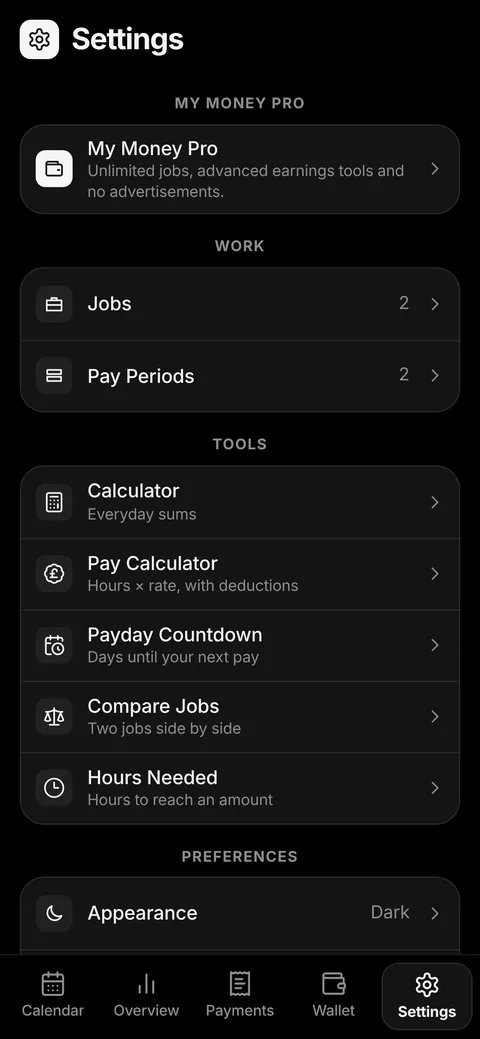 Settings
MY MONEY PRO
My Money Pro
Unlimited jobs, advanced earnings tools and
no advertisements.
WORK
Jobs 2
Pay Periods 2
TOOLS
Calculator
Everyday sums
Pay Calculator
Hours × rate, with deductions
Payday Countdown
Days until your next pay
Compare Jobs
Two jobs side by side
Hours Needed
Hours to reach an amount
PREFERENCES
Appearance Dark
Calendar Overview Payments Wallet Settings